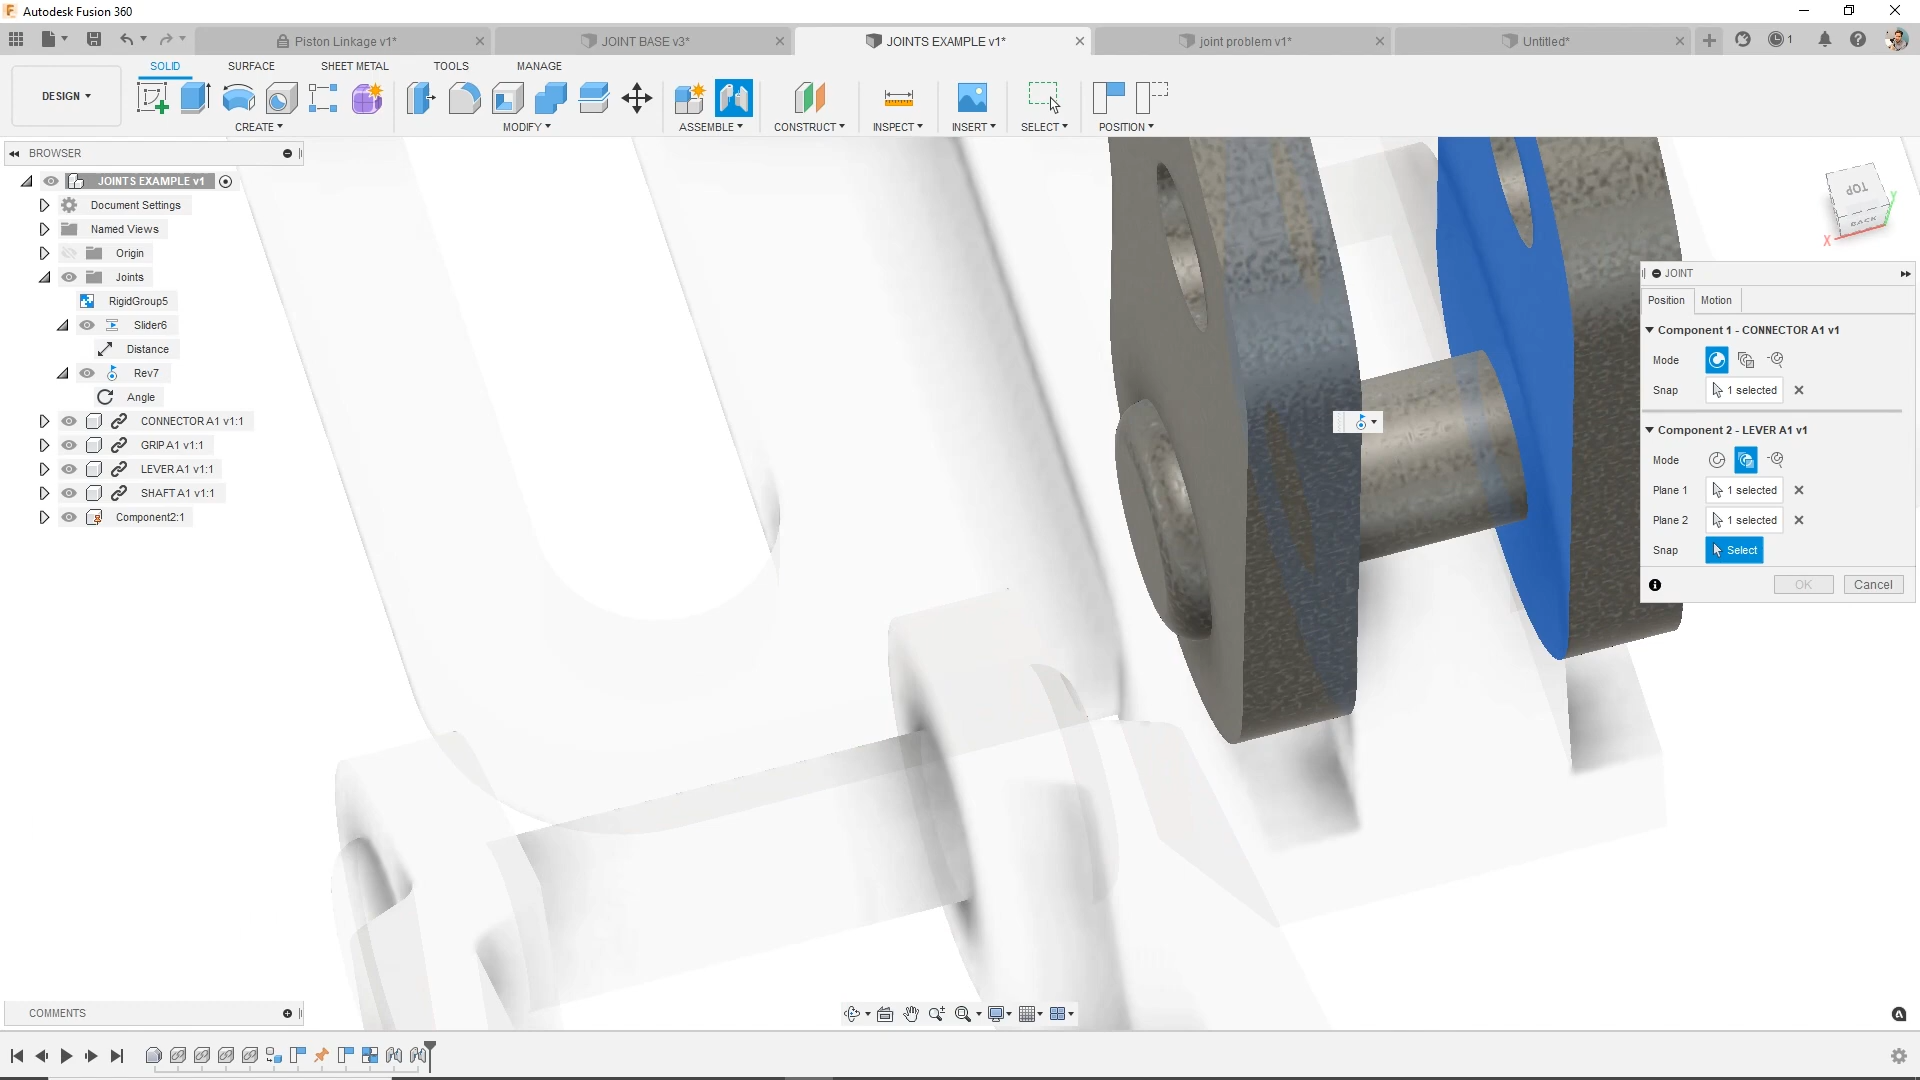 Autodesk Fusion 360
Piston Linkage v1*
JOINT BASE v3*
JOINTS EXAMPLE v1*
joint problem v1*
Untitled*
1
SOLID
SURFACE
SHEET METAL
TOOLS
MANAGE
DESIGN
CREATE
MODIFY
ASSEMBLE
CONSTRUCT
INSPECT
INSERT
SELECT
POSITION
BROWSER
JOINTS EXAMPLE v1
Document Settings
Named Views
Origin
Joints
RigidGroup5
Slider6
Distance
Rev7
Angle
CONNECTOR A1 v1:1
GRIP A1 v1:1
LEVER A1 v1:1
SHAFT A1 v1:1
Component2:1
TOP
BACK
X
Y
JOINT
Position
Motion
Component 1 - CONNECTOR A1 v1
Mode
Snap
1 selected
Component 2 - LEVER A1 v1
Mode
Plane 1
1 selected
Plane 2
1 selected
Snap
Select
OK
Cancel
COMMENTS